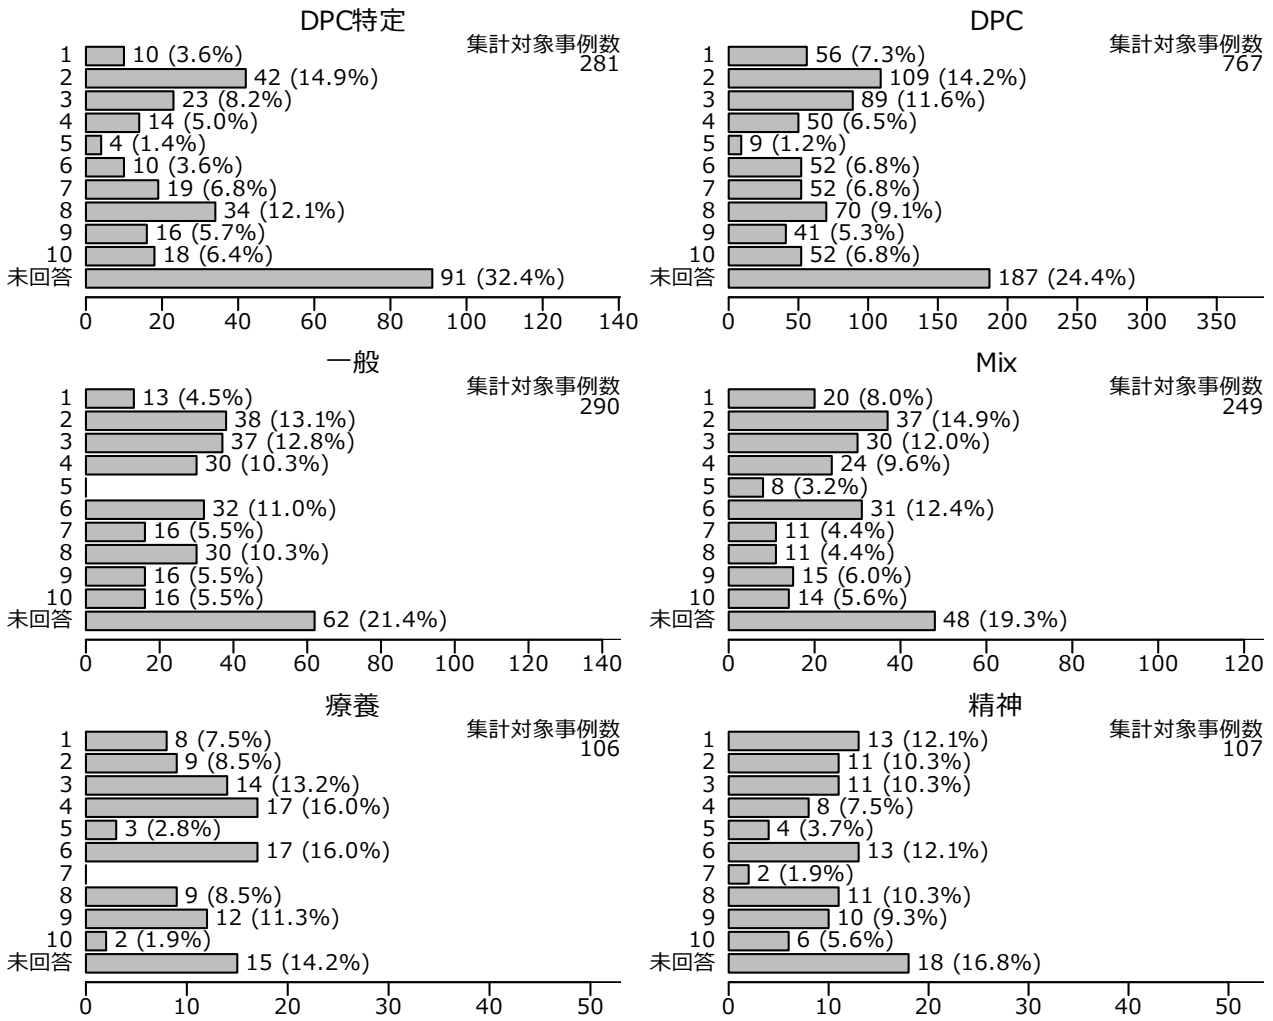 DPC特定
集計対象事例数
281
1 10 (3.6%)
2 42 (14.9%)
3 23 (8.2%)
4 14 (5.0%)
5 4 (1.4%)
6 10 (3.6%)
7 19 (6.8%)
8 34 (12.1%)
9 16 (5.7%)
10 18 (6.4%)
未回答 91 (32.4%)
0 20 40 60 80 100 120 140
DPC
集計対象事例数
767
1 56 (7.3%)
2 109 (14.2%)
3 89 (11.6%)
4 50 (6.5%)
5 9 (1.2%)
6 52 (6.8%)
7 52 (6.8%)
8 70 (9.1%)
9 41 (5.3%)
10 52 (6.8%)
未回答 187 (24.4%)
0 50 100 150 200 250 300 350
一般
集計対象事例数
290
1 13 (4.5%)
2 38 (13.1%)
3 37 (12.8%)
4 30 (10.3%)
5
6 32 (11.0%)
7 16 (5.5%)
8 30 (10.3%)
9 16 (5.5%)
10 16 (5.5%)
未回答 62 (21.4%)
0 20 40 60 80 100 120 140
Mix
集計対象事例数
249
1 20 (8.0%)
2 37 (14.9%)
3 30 (12.0%)
4 24 (9.6%)
5 8 (3.2%)
6 31 (12.4%)
7 11 (4.4%)
8 11 (4.4%)
9 15 (6.0%)
10 14 (5.6%)
未回答 48 (19.3%)
0 20 40 60 80 100 120
療養
集計対象事例数
106
1 8 (7.5%)
2 9 (8.5%)
3 14 (13.2%)
4 17 (16.0%)
5 3 (2.8%)
6 17 (16.0%)
7
8 9 (8.5%)
9 12 (11.3%)
10 2 (1.9%)
未回答 15 (14.2%)
0 10 20 30 40 50
精神
集計対象事例数
107
1 13 (12.1%)
2 11 (10.3%)
3 11 (10.3%)
4 8 (7.5%)
5 4 (3.7%)
6 13 (12.1%)
7 2 (1.9%)
8 11 (10.3%)
9 10 (9.3%)
10 6 (5.6%)
未回答 18 (16.8%)
0 10 20 30 40 50